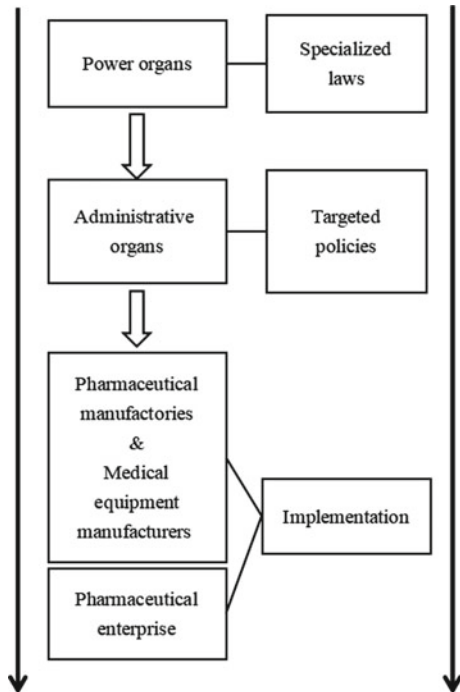 Power organs
Specialized
laws
Administrative
organs
Targeted
policies
Pharmaceutical
manufactories
&
Medical
equipment
manufacturers
Implementation
Pharmaceutical
enterprise